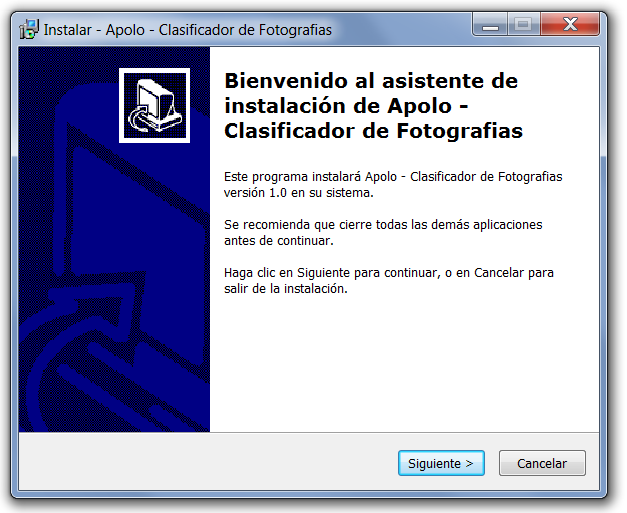 Instalar - Apolo - Clasificador de Fotografias
Bienvenido al asistente de
instalación de Apolo -
Clasificador de Fotografias
Este programa instalará Apolo - Clasificador de Fotografias
versión 1.0 en su sistema.
Se recomienda que cierre todas las demás aplicaciones
antes de continuar.
Haga clic en Siguiente para continuar, o en Cancelar para
salir de la instalación.
Siguiente >
Cancelar